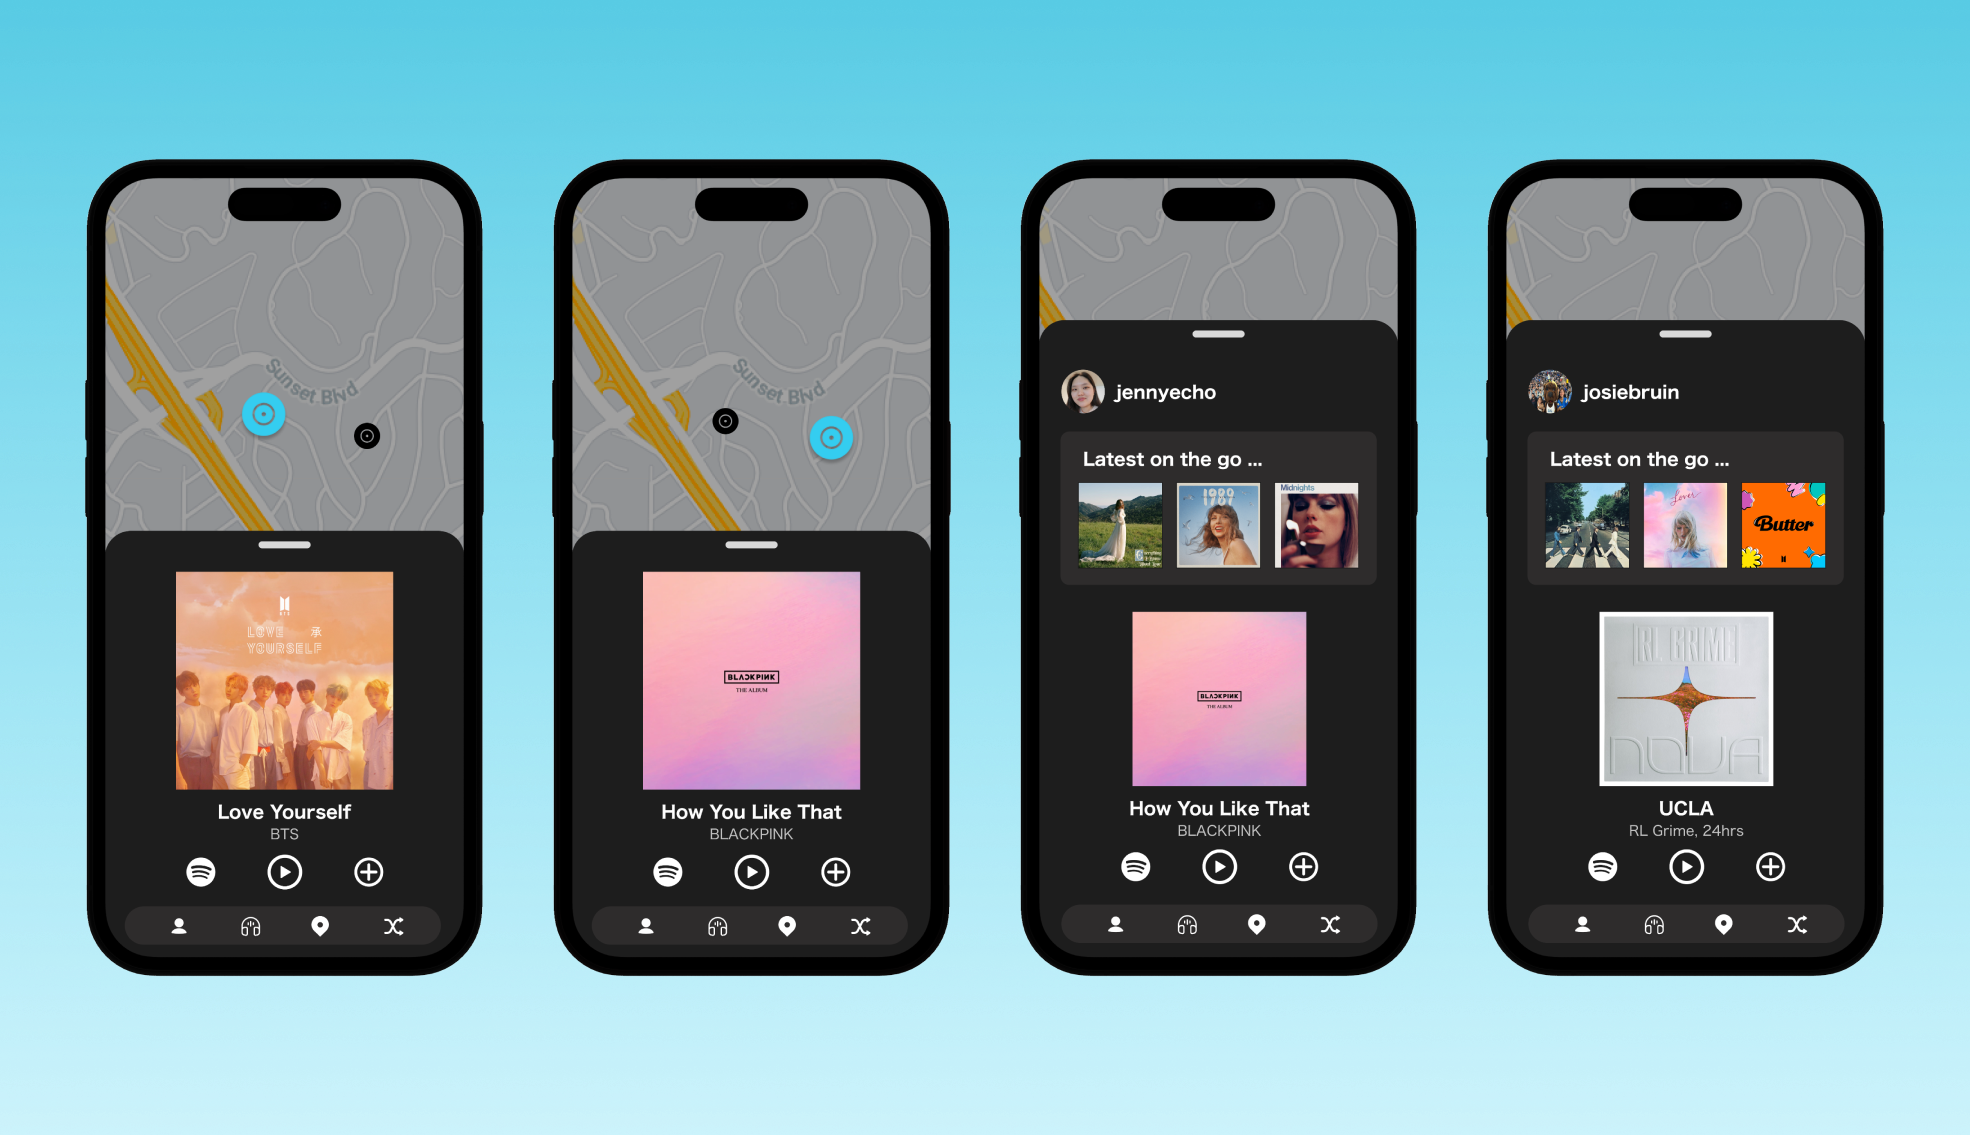 Sunset Blvd
BTS
LOVE 承
YOURSELF
Love Yourself
BTS
Sunset Blvd
BLACKPINK
THE ALBUM
How You Like That
BLACKPINK
jennyecho
Latest on the go ...
1989
Midnights
BLACKPINK
THE ALBUM
How You Like That
BLACKPINK
josiebruin
Latest on the go ...
Lover
Butter
RL GRIME
NOVA
UCLA
RL Grime, 24hrs